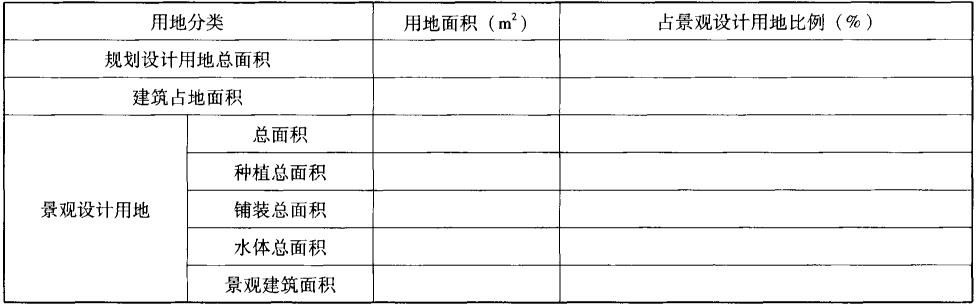 用地分类 用地面积（m²） 占景观设计用地比例（%）
规划设计用地总面积
建筑占地面积
景观设计用地 总面积
种植总面积
铺装总面积
水体总面积
景观建筑面积